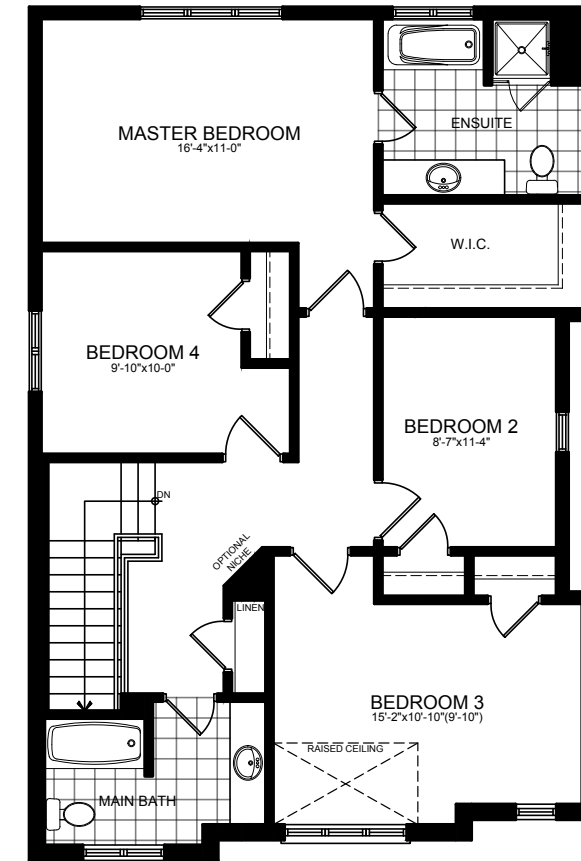 MASTER BEDROOM
16'-4"x11-0"
ENSUITE
W.I.C.
BEDROOM 4
9'-10"x10-0"
BEDROOM 2
8'-7"x11-4"
DN
OPTIONAL
NICHE
LINEN
BEDROOM 3
15'-2"x10'-10"(9'-10")
RAISED CEILING
MAIN BATH